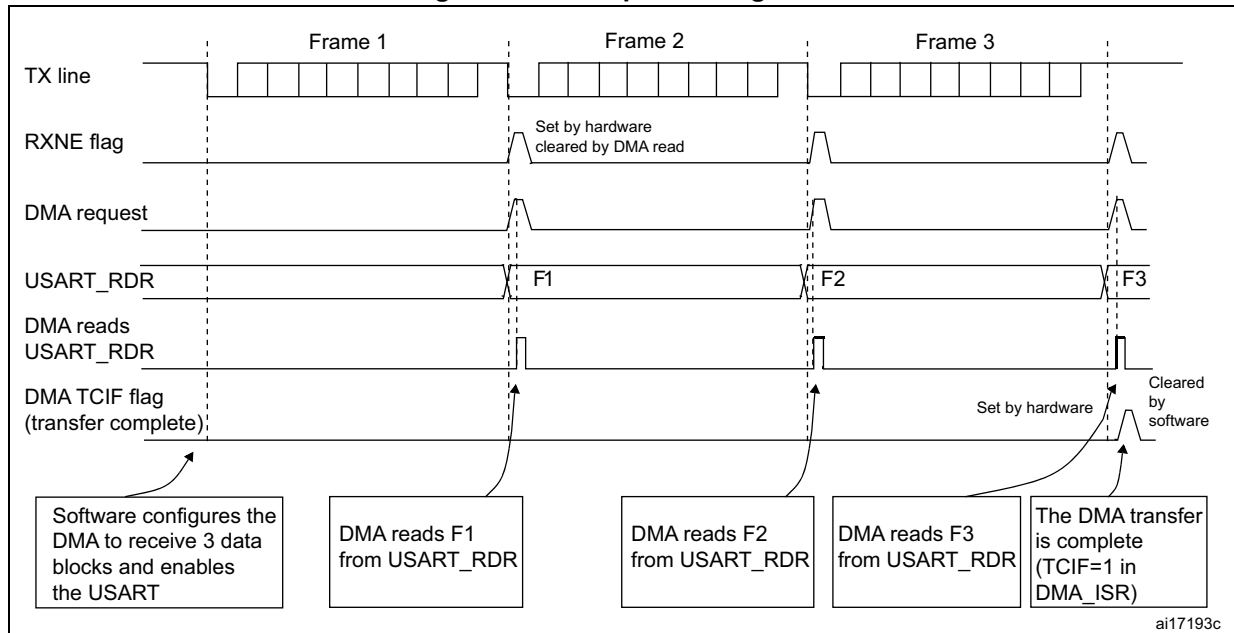 Frame 1 Frame 2 Frame 3
TX line
RXNE flag
Set by hardware
cleared by DMA read
DMA request
USART_RDR F1 F2 F3
DMA reads
USART_RDR
DMA TCIF flag
(transfer complete)
Set by hardware
Cleared
by
software
Software configures the
DMA to receive 3 data
blocks and enables
the USART
DMA reads F1
from USART_RDR
DMA reads F2
from USART_RDR
DMA reads F3
from USART_RDR
The DMA transfer
is complete
(TCIF=1 in
DMA_ISR)
ai17193c